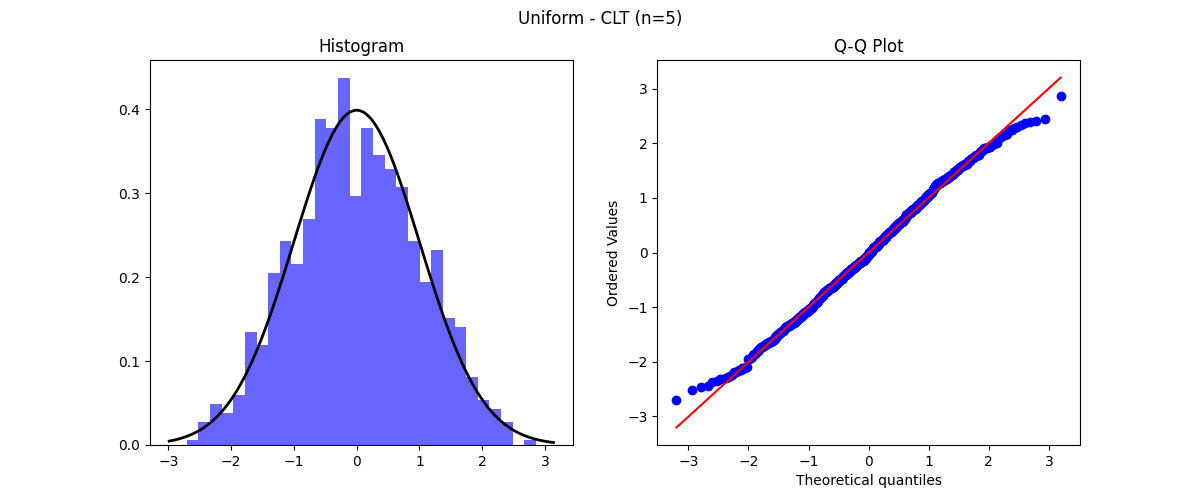 Uniform - CLT (n=5)
Histogram
0.4
0.3
0.2
0.1
0.0
−3 −2 −1 0 1 2 3
Q-Q Plot
Ordered Values
3
2
1
0
−1
−2
−3
−3 −2 −1 0 1 2 3
Theoretical quantiles